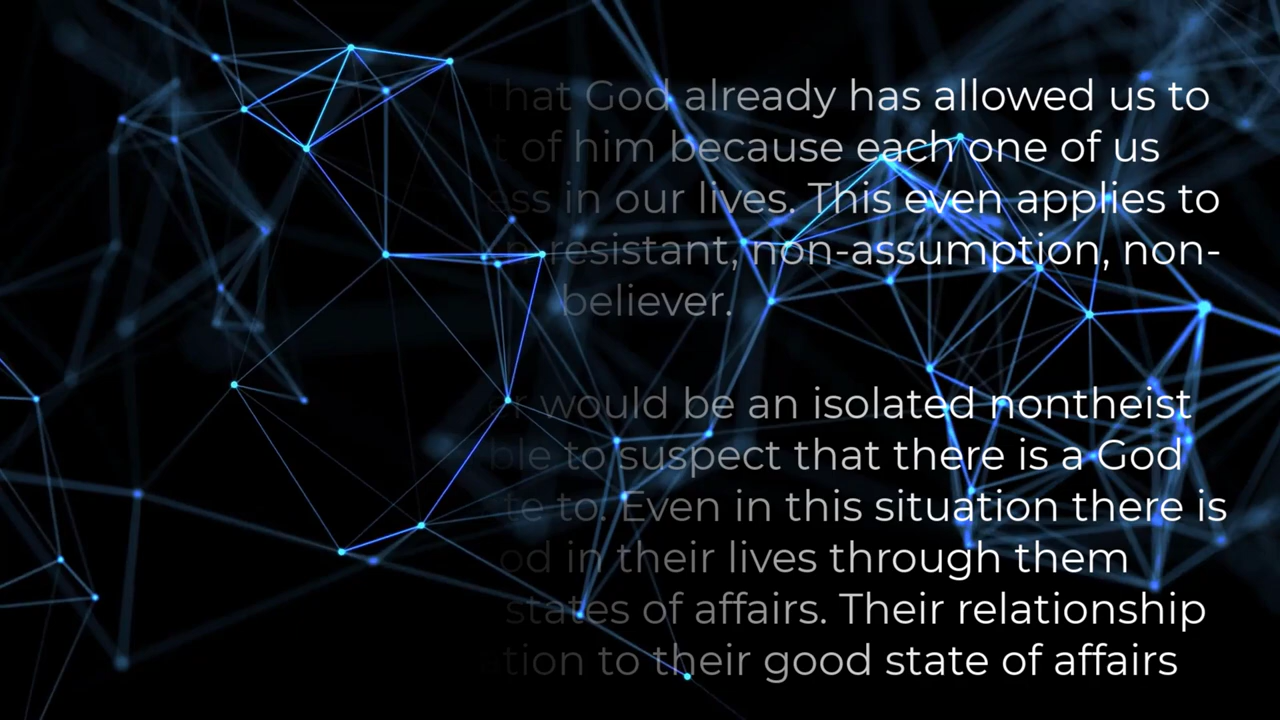 that God already has allowed us to
of him because each one of us
in our lives. This even applies to
resistant, non-assumption, non-
believer.
would be an isolated nontheist
to suspect that there is a God
to. Even in this situation there is
in their lives through them
states of affairs. Their relationship
to their good state of affairs